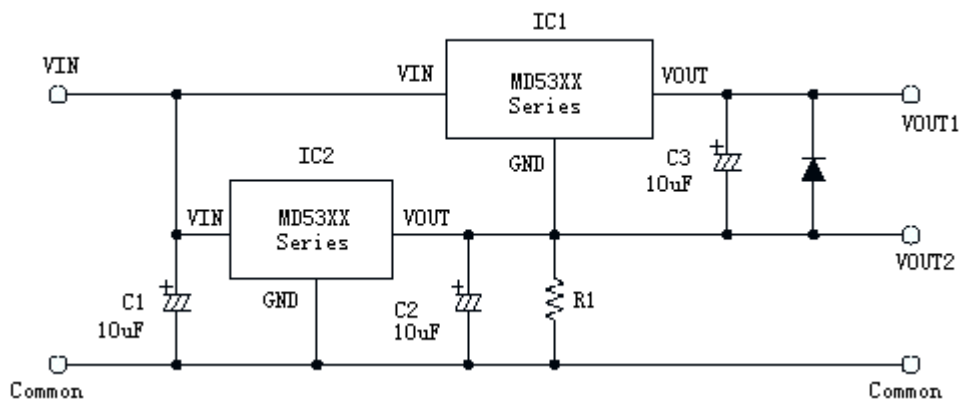 IC1
VIN
VIN
MD53XX
Series
VOUT
VOUT1
GND
C3
10uF
IC2
VIN
MD53XX
Series
VOUT
VOUT2
C1
10uF
GND
C2
10uF
R1
Common
Common